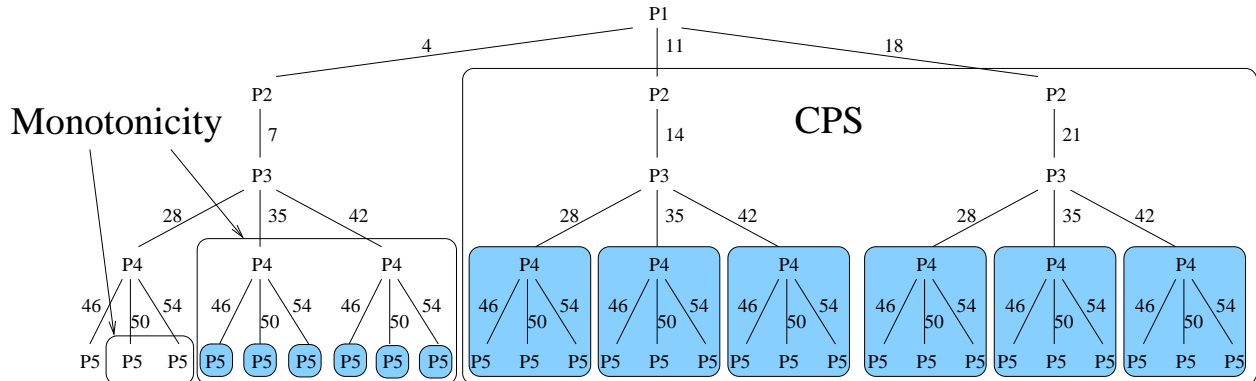 P1
4 11 18
P2 P2 P2
Monotonicity CPS
7 14 21
P3 P3 P3
28 35 42 28 35 42 28 35 42
P4 P4 P4 P4 P4 P4 P4 P4 P4
46 54 46 54 46 54 46 54 46 54 46 54 46 54 46 54 46 54
50 50 50 50 50 50 50 50 50
P5 P5 P5 P5 P5 P5 P5 P5 P5 P5 P5 P5 P5 P5 P5 P5 P5 P5 P5 P5 P5 P5 P5 P5 P5 P5 P5